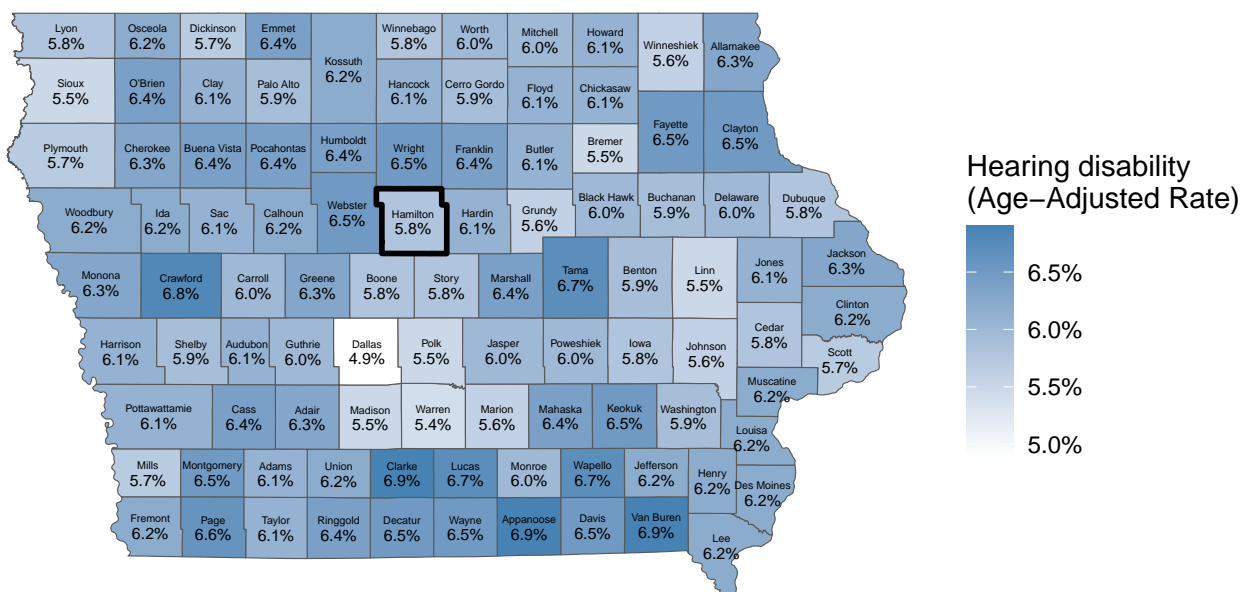 Lyon
5.8%
Osceola
6.2%
Dickinson
5.7%
Emmet
6.4%
Kossuth
6.2%
Winnebago
5.8%
Worth
6.0%
Mitchell
6.0%
Howard
6.1%
Winneshiek
5.6%
Allamakee
6.3%
Sioux
5.5%
O'Brien
6.4%
Clay
6.1%
Palo Alto
5.9%
Hancock
6.1%
Cerro Gordo
5.9%
Floyd
6.1%
Chickasaw
6.1%
Plymouth
5.7%
Cherokee
6.3%
Buena Vista
6.4%
Pocahontas
6.4%
Humboldt
6.4%
Wright
6.5%
Franklin
6.4%
Butler
6.1%
Bremer
5.5%
Fayette
6.5%
Clayton
6.5%
Woodbury
6.2%
Ida
6.2%
Sac
6.1%
Calhoun
6.2%
Webster
6.5%
Hamilton
5.8%
Hardin
6.1%
Grundy
5.6%
Black Hawk
6.0%
Buchanan
5.9%
Delaware
6.0%
Dubuque
5.8%
Monona
6.3%
Crawford
6.8%
Carroll
6.0%
Greene
6.3%
Boone
5.8%
Story
5.8%
Marshall
6.4%
Tama
6.7%
Benton
5.9%
Linn
5.5%
Jones
6.1%
Jackson
6.3%
Clinton
6.2%
Harrison
6.1%
Shelby
5.9%
Audubon
6.1%
Guthrie
6.0%
Dallas
4.9%
Polk
5.5%
Jasper
6.0%
Poweshiek
6.0%
Iowa
5.8%
Johnson
5.6%
Cedar
5.8%
Scott
5.7%
Muscatine
6.2%
Pottawattamie
6.1%
Cass
6.4%
Adair
6.3%
Madison
5.5%
Warren
5.4%
Marion
5.6%
Mahaska
6.4%
Keokuk
6.5%
Washington
5.9%
Louisa
6.2%
Mills
5.7%
Montgomery
6.5%
Adams
6.1%
Union
6.2%
Clarke
6.9%
Lucas
6.7%
Monroe
6.0%
Wapello
6.7%
Jefferson
6.2%
Henry
6.2%
Des Moines
6.2%
Fremont
6.2%
Page
6.6%
Taylor
6.1%
Ringgold
6.4%
Decatur
6.5%
Wayne
6.5%
Appanoose
6.9%
Davis
6.5%
Van Buren
6.9%
Lee
6.2%
Hearing disability
(Age−Adjusted Rate)
6.5%
6.0%
5.5%
5.0%